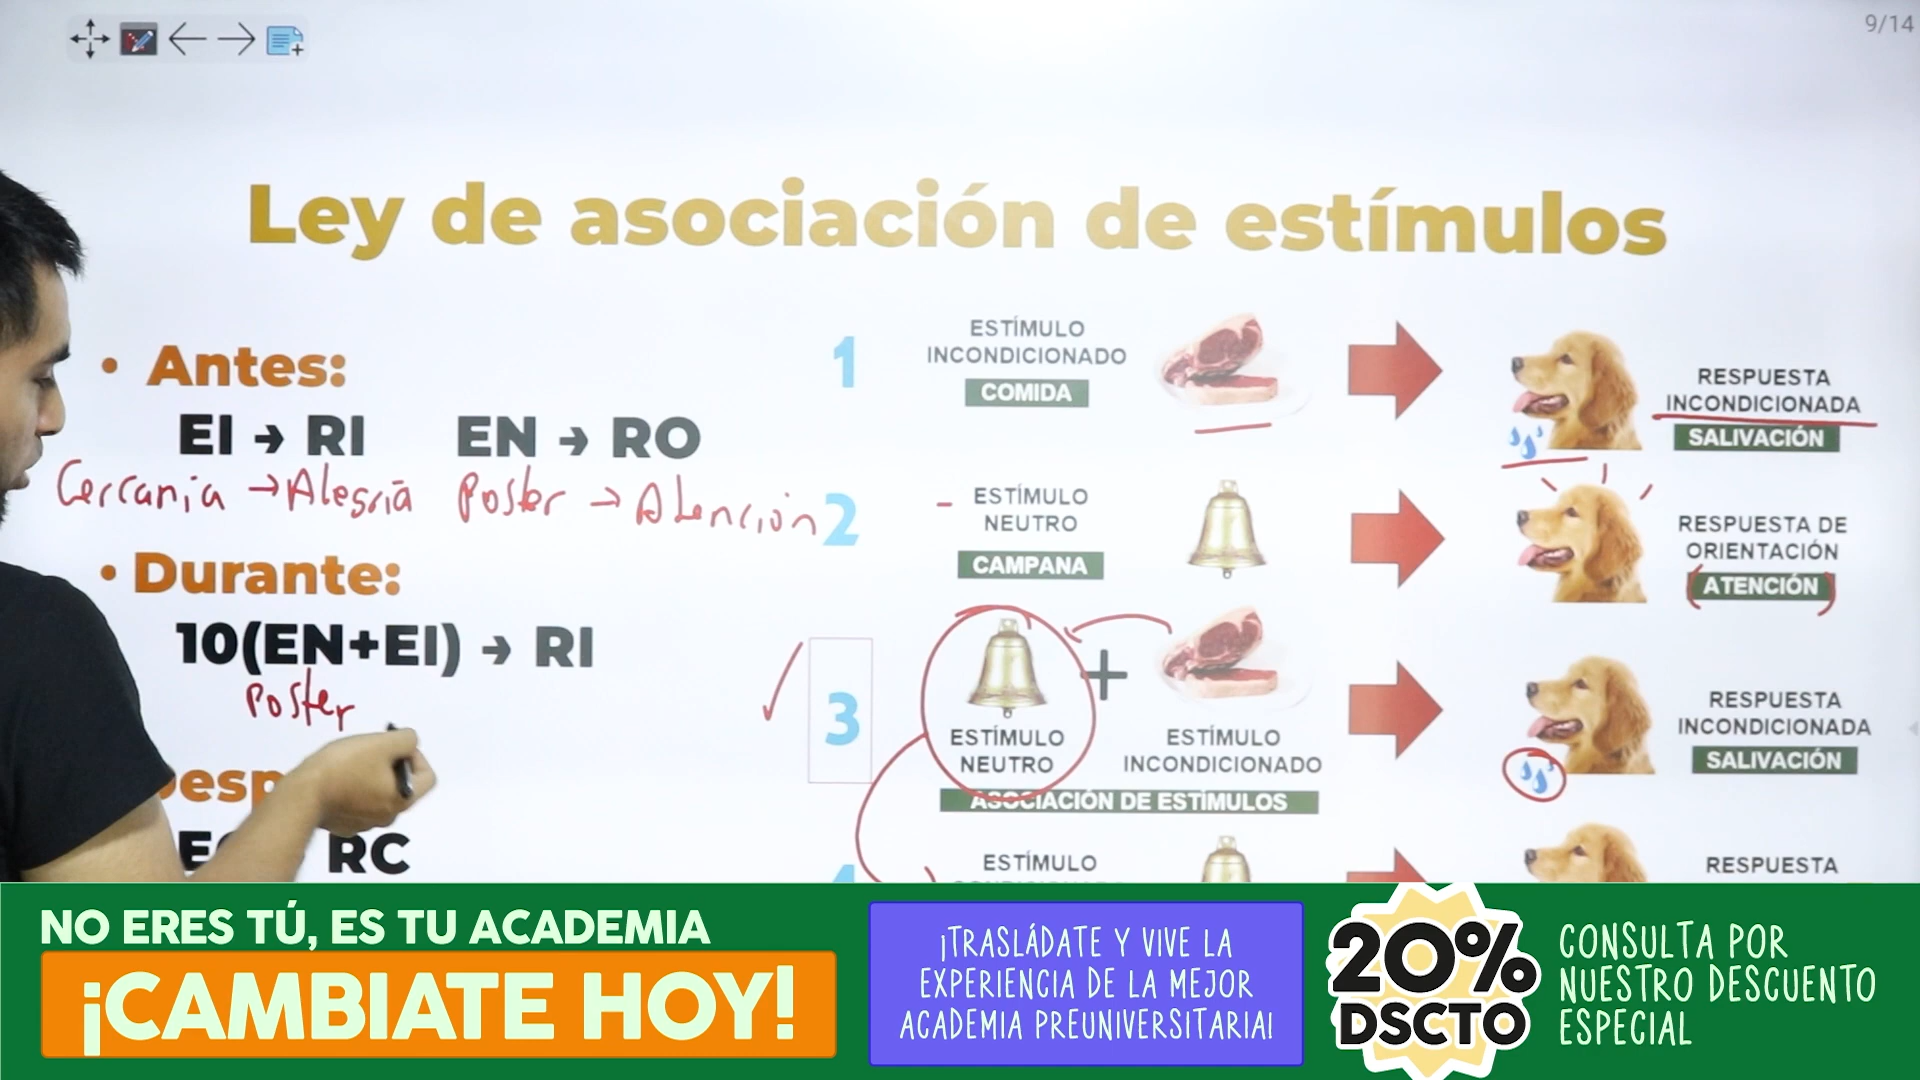 9/14
Ley de asociación de estímulos
• Antes:
EI → RI EN → RO
Cercania → Alegría Poster → Atención
• Durante:
10(EN+EI) → RI
Poster
RC
1
ESTÍMULO
INCONDICIONADO
COMIDA
RESPUESTA
INCONDICIONADA
SALIVACIÓN
2
ESTÍMULO
NEUTRO
CAMPANA
RESPUESTA DE
ORIENTACIÓN
ATENCIÓN
3
+
ESTÍMULO
NEUTRO
ESTÍMULO
INCONDICIONADO
ASOCIACIÓN DE ESTÍMULOS
RESPUESTA
INCONDICIONADA
SALIVACIÓN
ESTÍMULO
RESPUESTA
NO ERES TÚ, ES TU ACADEMIA
¡CAMBIATE HOY!
¡TRASLÁDATE Y VIVE LA
EXPERIENCIA DE LA MEJOR
ACADEMIA PREUNIVERSITARIA!
20%
DSCTO
CONSULTA POR
NUESTRO DESCUENTO
ESPECIAL